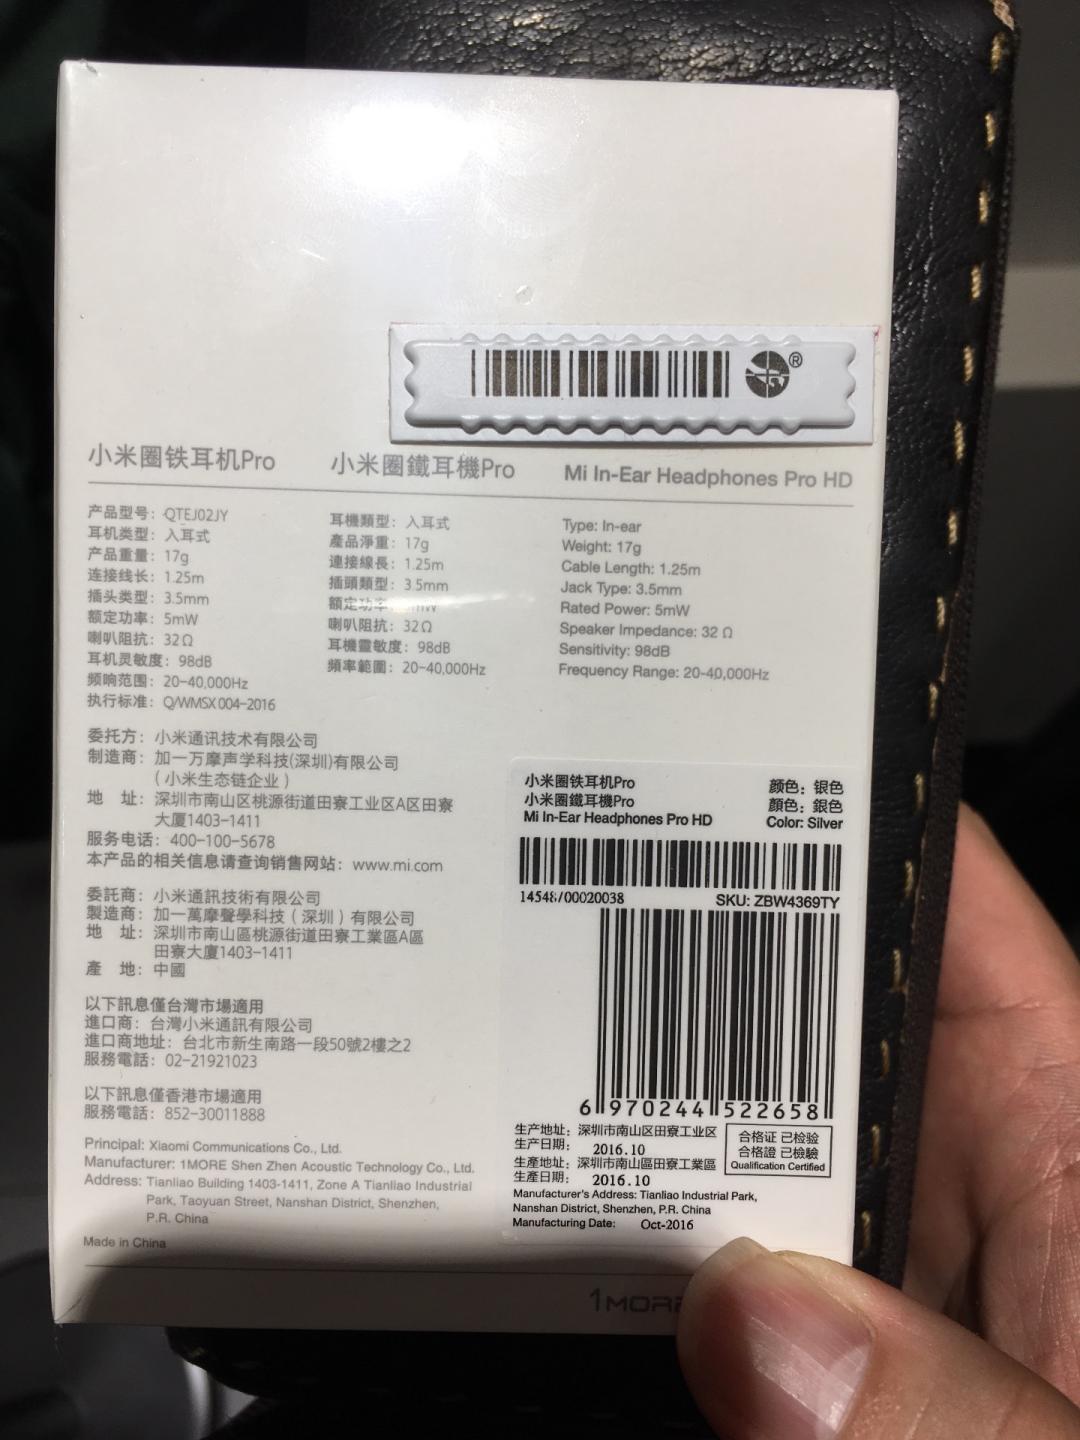 小米圈铁耳机Pro
产品型号：QTEJ02JY
耳机类型：入耳式
产品重量：17g
连接线长：1.25m
插头类型：3.5mm
额定功率：5mW
喇叭阻抗：32Ω
耳机灵敏度：98dB
频响范围：20-40,000Hz
执行标准：Q/WMSX 004-2016
小米圈鐵耳機Pro
耳機類型：入耳式
產品淨重：17g
連接線長：1.25m
插頭類型：3.5mm
額定功率：
喇叭阻抗：32Ω
耳機靈敏度：98dB
頻率範圍：20-40,000Hz
Mi In-Ear Headphones Pro HD
Type: In-ear
Weight: 17g
Cable Length: 1.25m
Jack Type: 3.5mm
Rated Power: 5mW
Speaker Impedance: 32 Ω
Sensitivity: 98dB
Frequency Range: 20-40,000Hz
委托方：小米通讯技术有限公司
制造商：加一万摩声学科技(深圳)有限公司
（小米生态链企业）
地 址：深圳市南山区桃源街道田寮工业区A区田寮
大厦1403-1411
服务电话：400-100-5678
本产品的相关信息请查询销售网站：www.mi.com
委託商：小米通訊技術有限公司
製造商：加一萬摩聲學科技（深圳）有限公司
地 址：深圳市南山區桃源街道田寮工業區A區
田寮大廈1403-1411
產 地：中國
以下訊息僅台灣市場適用
進口商：台灣小米通訊有限公司
進口商地址：台北市新生南路一段50號2樓之2
服務電話：02-21921023
以下訊息僅香港市場適用
服務電話：852-30011888
Principal: Xiaomi Communications Co., Ltd.
Manufacturer: 1MORE Shen Zhen Acoustic Technology Co., Ltd.
Address: Tianliao Building 1403-1411, Zone A Tianliao Industrial
Park, Taoyuan Street, Nanshan District, Shenzhen,
P.R. China
Made in China
小米圈铁耳机Pro 颜色：银色
小米圈鐵耳機Pro 顏色：銀色
Mi In-Ear Headphones Pro HD Color: Silver
14548/00020038 SKU: ZBW4369TY
6 970244 522658
生产地址：深圳市南山区田寮工业区
生产日期：2016.10
生產地址：深圳市南山區田寮工業區
生產日期：2016.10
合格证 已检验
合格證 已檢驗
Qualification Certified
Manufacturer's Address: Tianliao Industrial Park,
Nanshan District, Shenzhen, P.R. China
Manufacturing Date: Oct-2016
1MORE